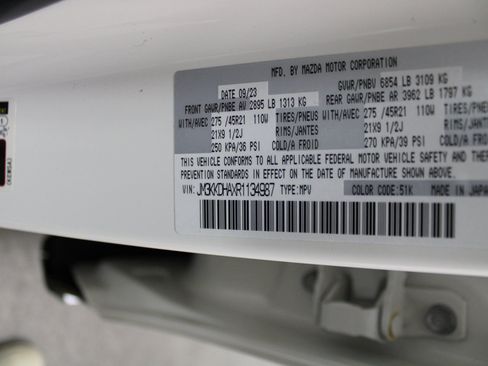 MFD. BY MAZDA MOTOR CORPORATION
DATE 09/23 GVWR/PNBV 6854 LB 3109 KG
FRONT GAWR/PNBE AV 2895 LB 1313 KG REAR GAWR/PNBE AR 3962 LB 1797 KG
WITH/AVEC 275 /45R21 110W TIRES/PNEUS WITH/AVEC 275 /45R21 110W TIRES/PNEUS
21X9 1/2J RIMS/JANTES 21X9 1/2J RIMS/JANTES
250 KPA/36 PSI COLD/A FROID 270 KPA/39 PSI COLD/A FROID
THIS VEHICLE CONFORMS TO ALL APPLICABLE FEDERAL MOTOR VEHICLE SAFETY AND THEFT
PREVENTION STANDARDS IN EFFECT ON THE DATE OF MANUFACTURE SHOWN ABOVE.
VIN: JM3KKDHAXR1134987 TYPE: MPV COLOR CODE: 51K MADE IN JAPA